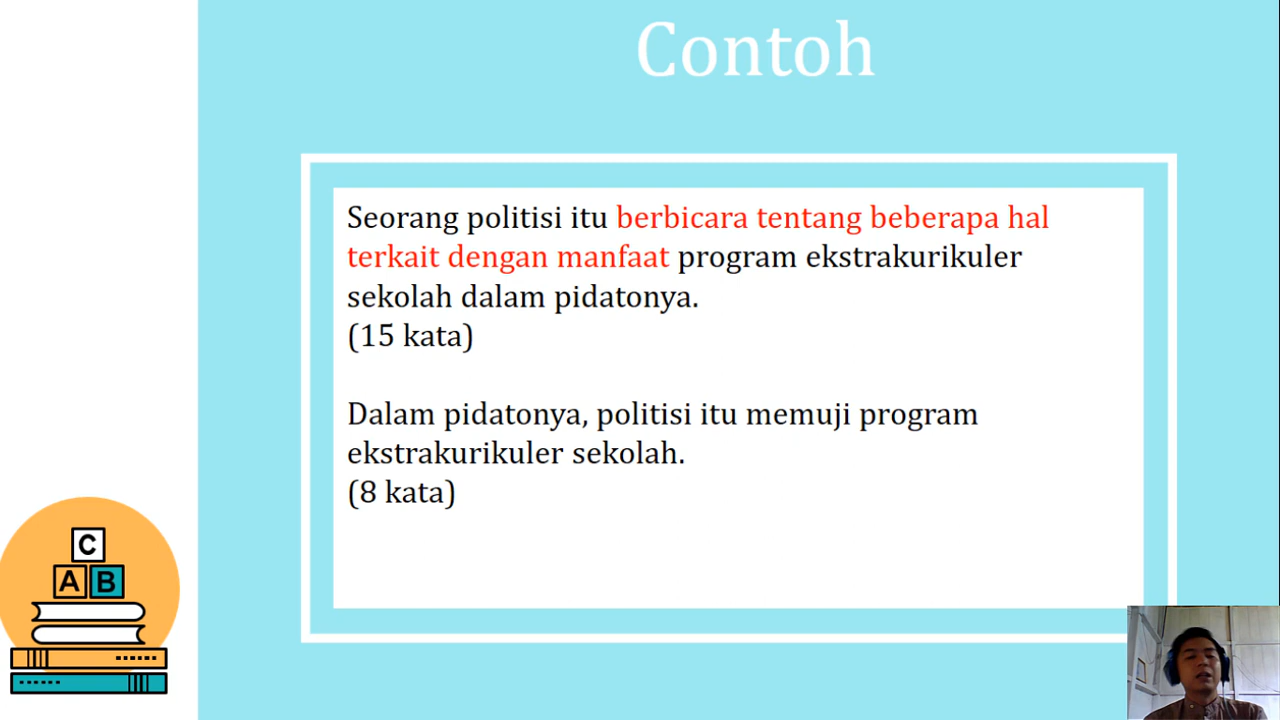 Contoh
Seorang politisi itu berbicara tentang beberapa hal
terkait dengan manfaat program ekstrakurikuler
sekolah dalam pidatonya.
(15 kata)
Dalam pidatonya, politisi itu memuji program
ekstrakurikuler sekolah.
(8 kata)
C
A B